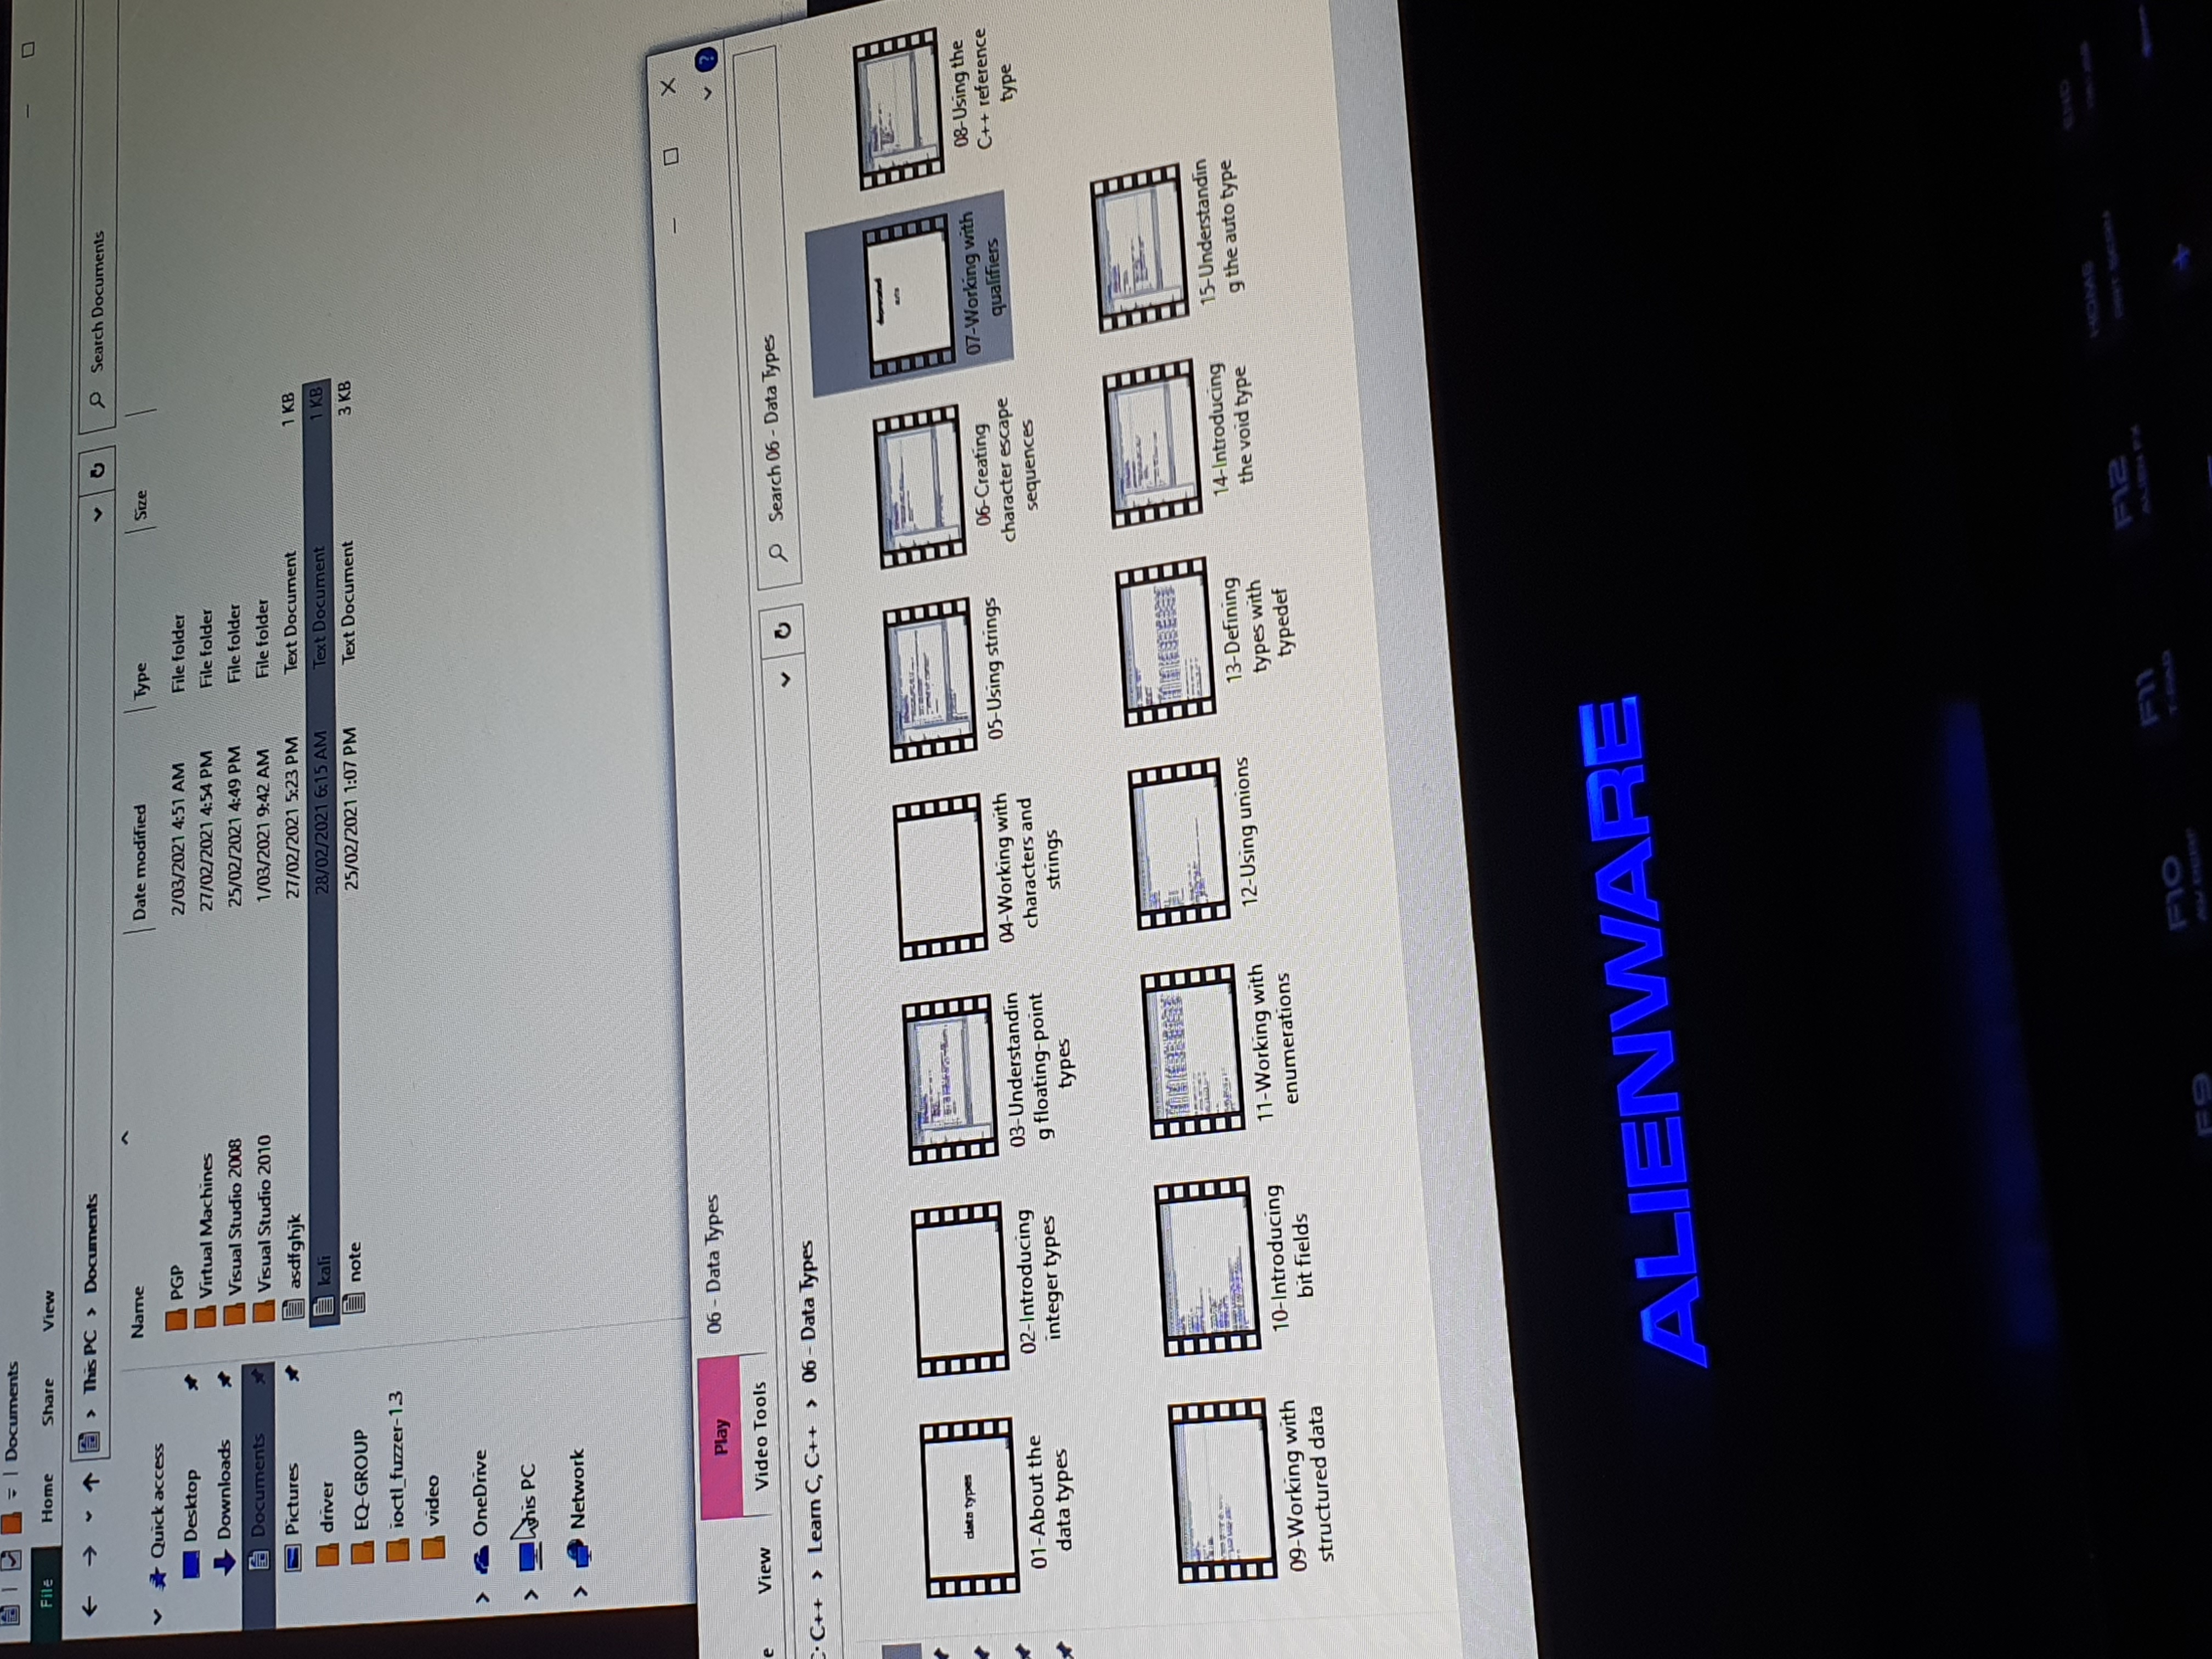 Documents
File Home Share View
This PC > Documents
Search Documents
Name Date modified Type Size
Quick access
Desktop
Downloads
Documents
Pictures
driver
EQ-GROUP
ioctl_fuzzer-1.3
video
OneDrive
This PC
Network
PGP 2/03/2021 4:51 AM File folder
Virtual Machines 27/02/2021 4:54 PM File folder
Visual Studio 2008 25/02/2021 4:49 PM File folder
Visual Studio 2010 1/03/2021 9:42 AM File folder
asdfghjk 27/02/2021 5:23 PM Text Document 1 KB
kali 28/02/2021 6:15 AM Text Document 1 KB
note 25/02/2021 1:07 PM Text Document 3 KB
Play 06 - Data Types
View Video Tools
C++ > Learn C, C++ > 06 - Data Types
Search 06 - Data Types
data types
deprecated
auto
01-About the
data types
02-Introducing
integer types
03-Understandin
g floating-point
types
04-Working with
characters and
strings
05-Using strings
06-Creating
character escape
sequences
07-Working with
qualifiers
08-Using the
C++ reference
type
09-Working with
structured data
10-Introducing
bit fields
11-Working with
enumerations
12-Using unions
13-Defining
types with
typedef
14-Introducing
the void type
15-Understandin
g the auto type
ALIENWARE
END
HOME
F12
ALIEN FX
F11
T-PAD
F10
F9